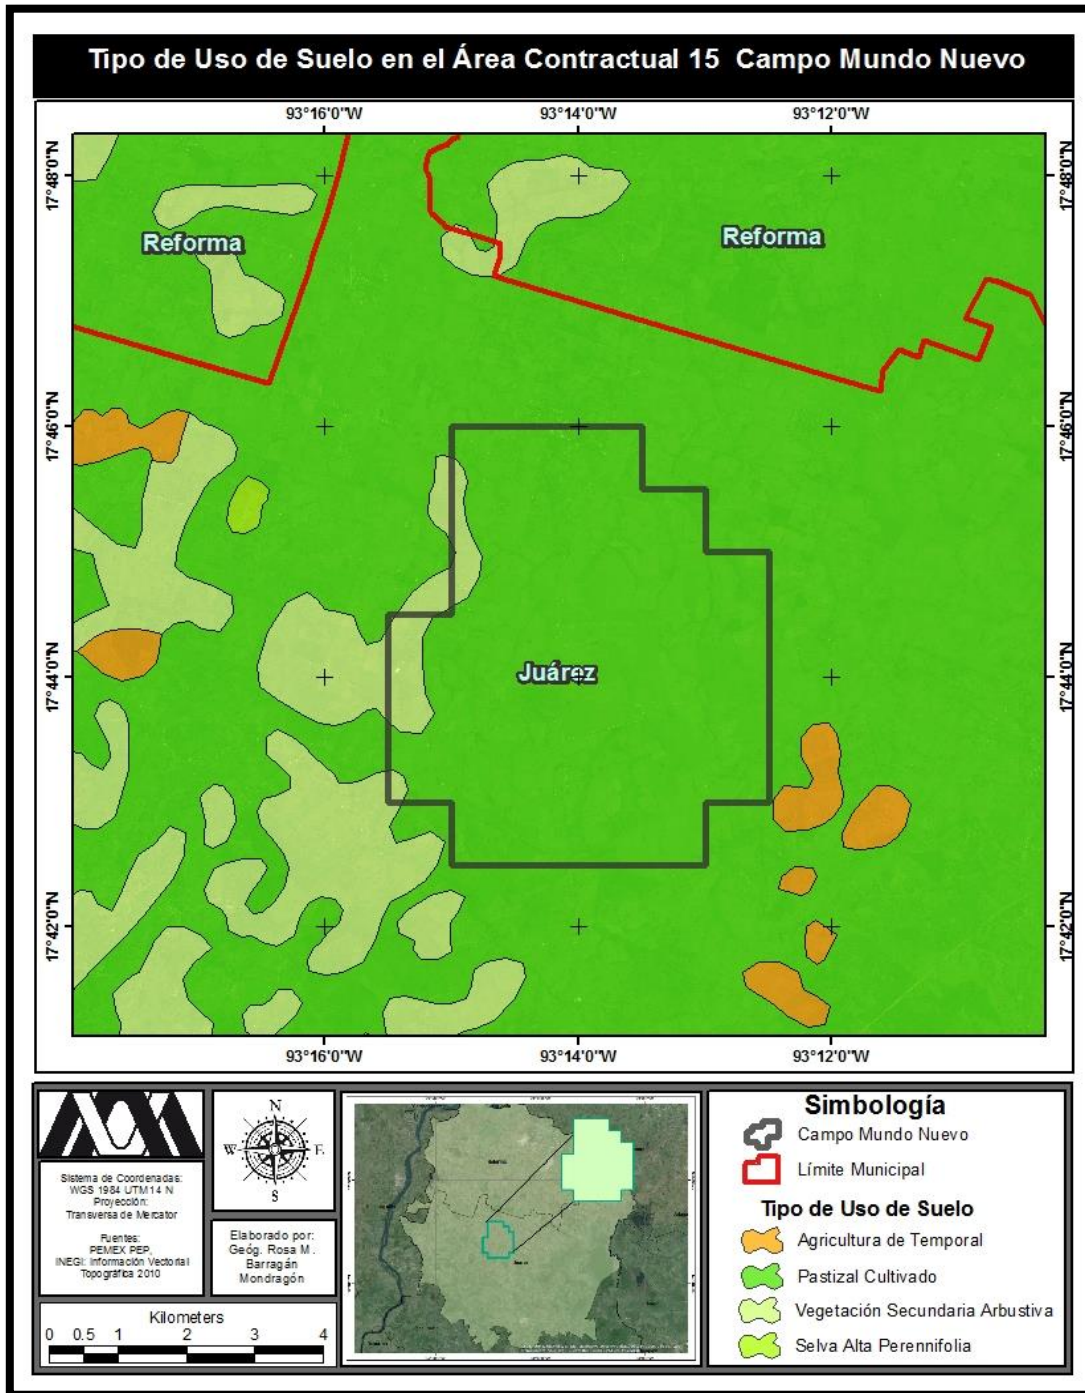 Tipo de Uso de Suelo en el Área Contractual 15 Campo Mundo Nuevo
93°16'0"W 93°14'0"W 93°12'0"W
17°48'0"N 17°48'0"N
Reforma Reforma
17°46'0"N 17°46'0"N
Juárez
17°44'0"N 17°44'0"N
17°42'0"N 17°42'0"N
93°16'0"W 93°14'0"W 93°12'0"W
Sistema de Coordenadas:
WGS 1984 UTM 14 N
Proyección:
Transversa de Mercator
Fuentes:
PEMEX PEP,
INEGI: Información Vectorial
Topográfica 2010
N
W E
S
Elaborado por:
Geóg. Rosa M.
Barragán
Mondragón
Kilometers
0 0.5 1 2 3 4
Simbología
Campo Mundo Nuevo
Límite Municipal
Tipo de Uso de Suelo
Agricultura de Temporal
Pastizal Cultivado
Vegetación Secundaria Arbustiva
Selva Alta Perennifolia